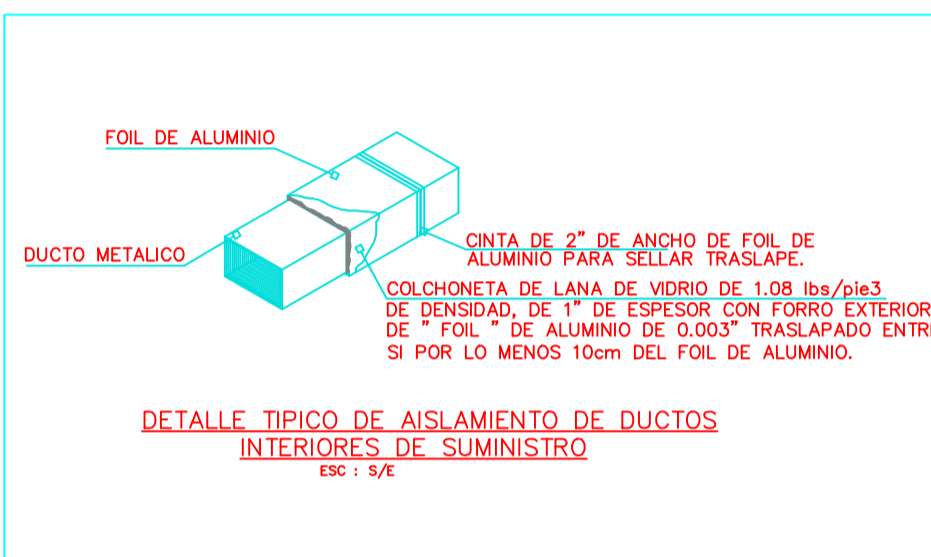 FOIL DE ALUMINIO
DUCTO METALICO
CINTA DE 2" DE ANCHO DE FOIL DE
ALUMINIO PARA SELLAR TRASLAPE.
COLCHONETA DE LANA DE VIDRIO DE 1.08 lbs/pie3
DE DENSIDAD, DE 1" DE ESPESOR CON FORRO EXTERIOR
DE " FOIL " DE ALUMINIO DE 0.003" TRASLAPADO ENTR
SI POR LO MENOS 10cm DEL FOIL DE ALUMINIO.
DETALLE TIPICO DE AISLAMIENTO DE DUCTOS
INTERIORES DE SUMINISTRO
ESC : S/E